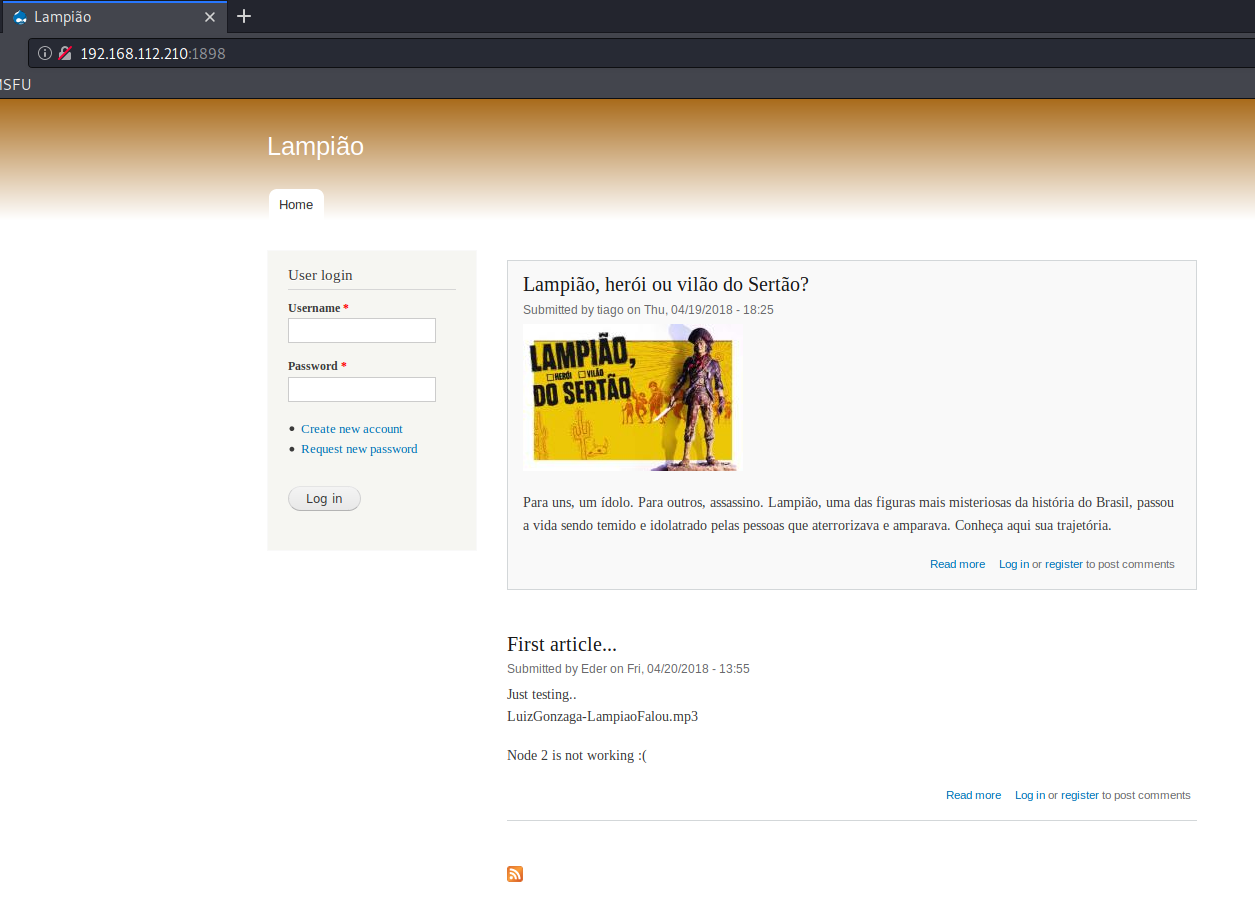 Lampião
192.168.112.210:1898
MSFU
Lampião
Home
User login
Username *
Password *
Create new account
Request new password
Log in
Lampião, herói ou vilão do Sertão?
Submitted by tiago on Thu, 04/19/2018 - 18:25
LAMPIÃO,
HERÓI VILÃO
DO SERTÃO
Para uns, um ídolo. Para outros, assassino. Lampião, uma das figuras mais misteriosas da história do Brasil, passou
a vida sendo temido e idolatrado pelas pessoas que aterrorizava e amparava. Conheça aqui sua trajetória.
Read more Log in or register to post comments
First article...
Submitted by Eder on Fri, 04/20/2018 - 13:55
Just testing..
LuizGonzaga-LampiaoFalou.mp3
Node 2 is not working :(
Read more Log in or register to post comments